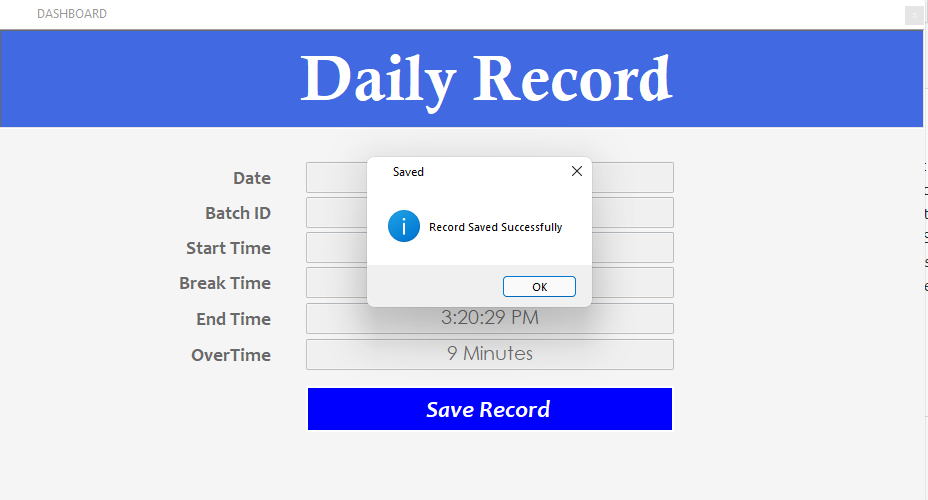 DASHBOARD
Daily Record
Date
Batch ID
Start Time
Break Time
End Time
3:20:29 PM
OverTime
9 Minutes
Save Record
Saved
Record Saved Successfully
OK